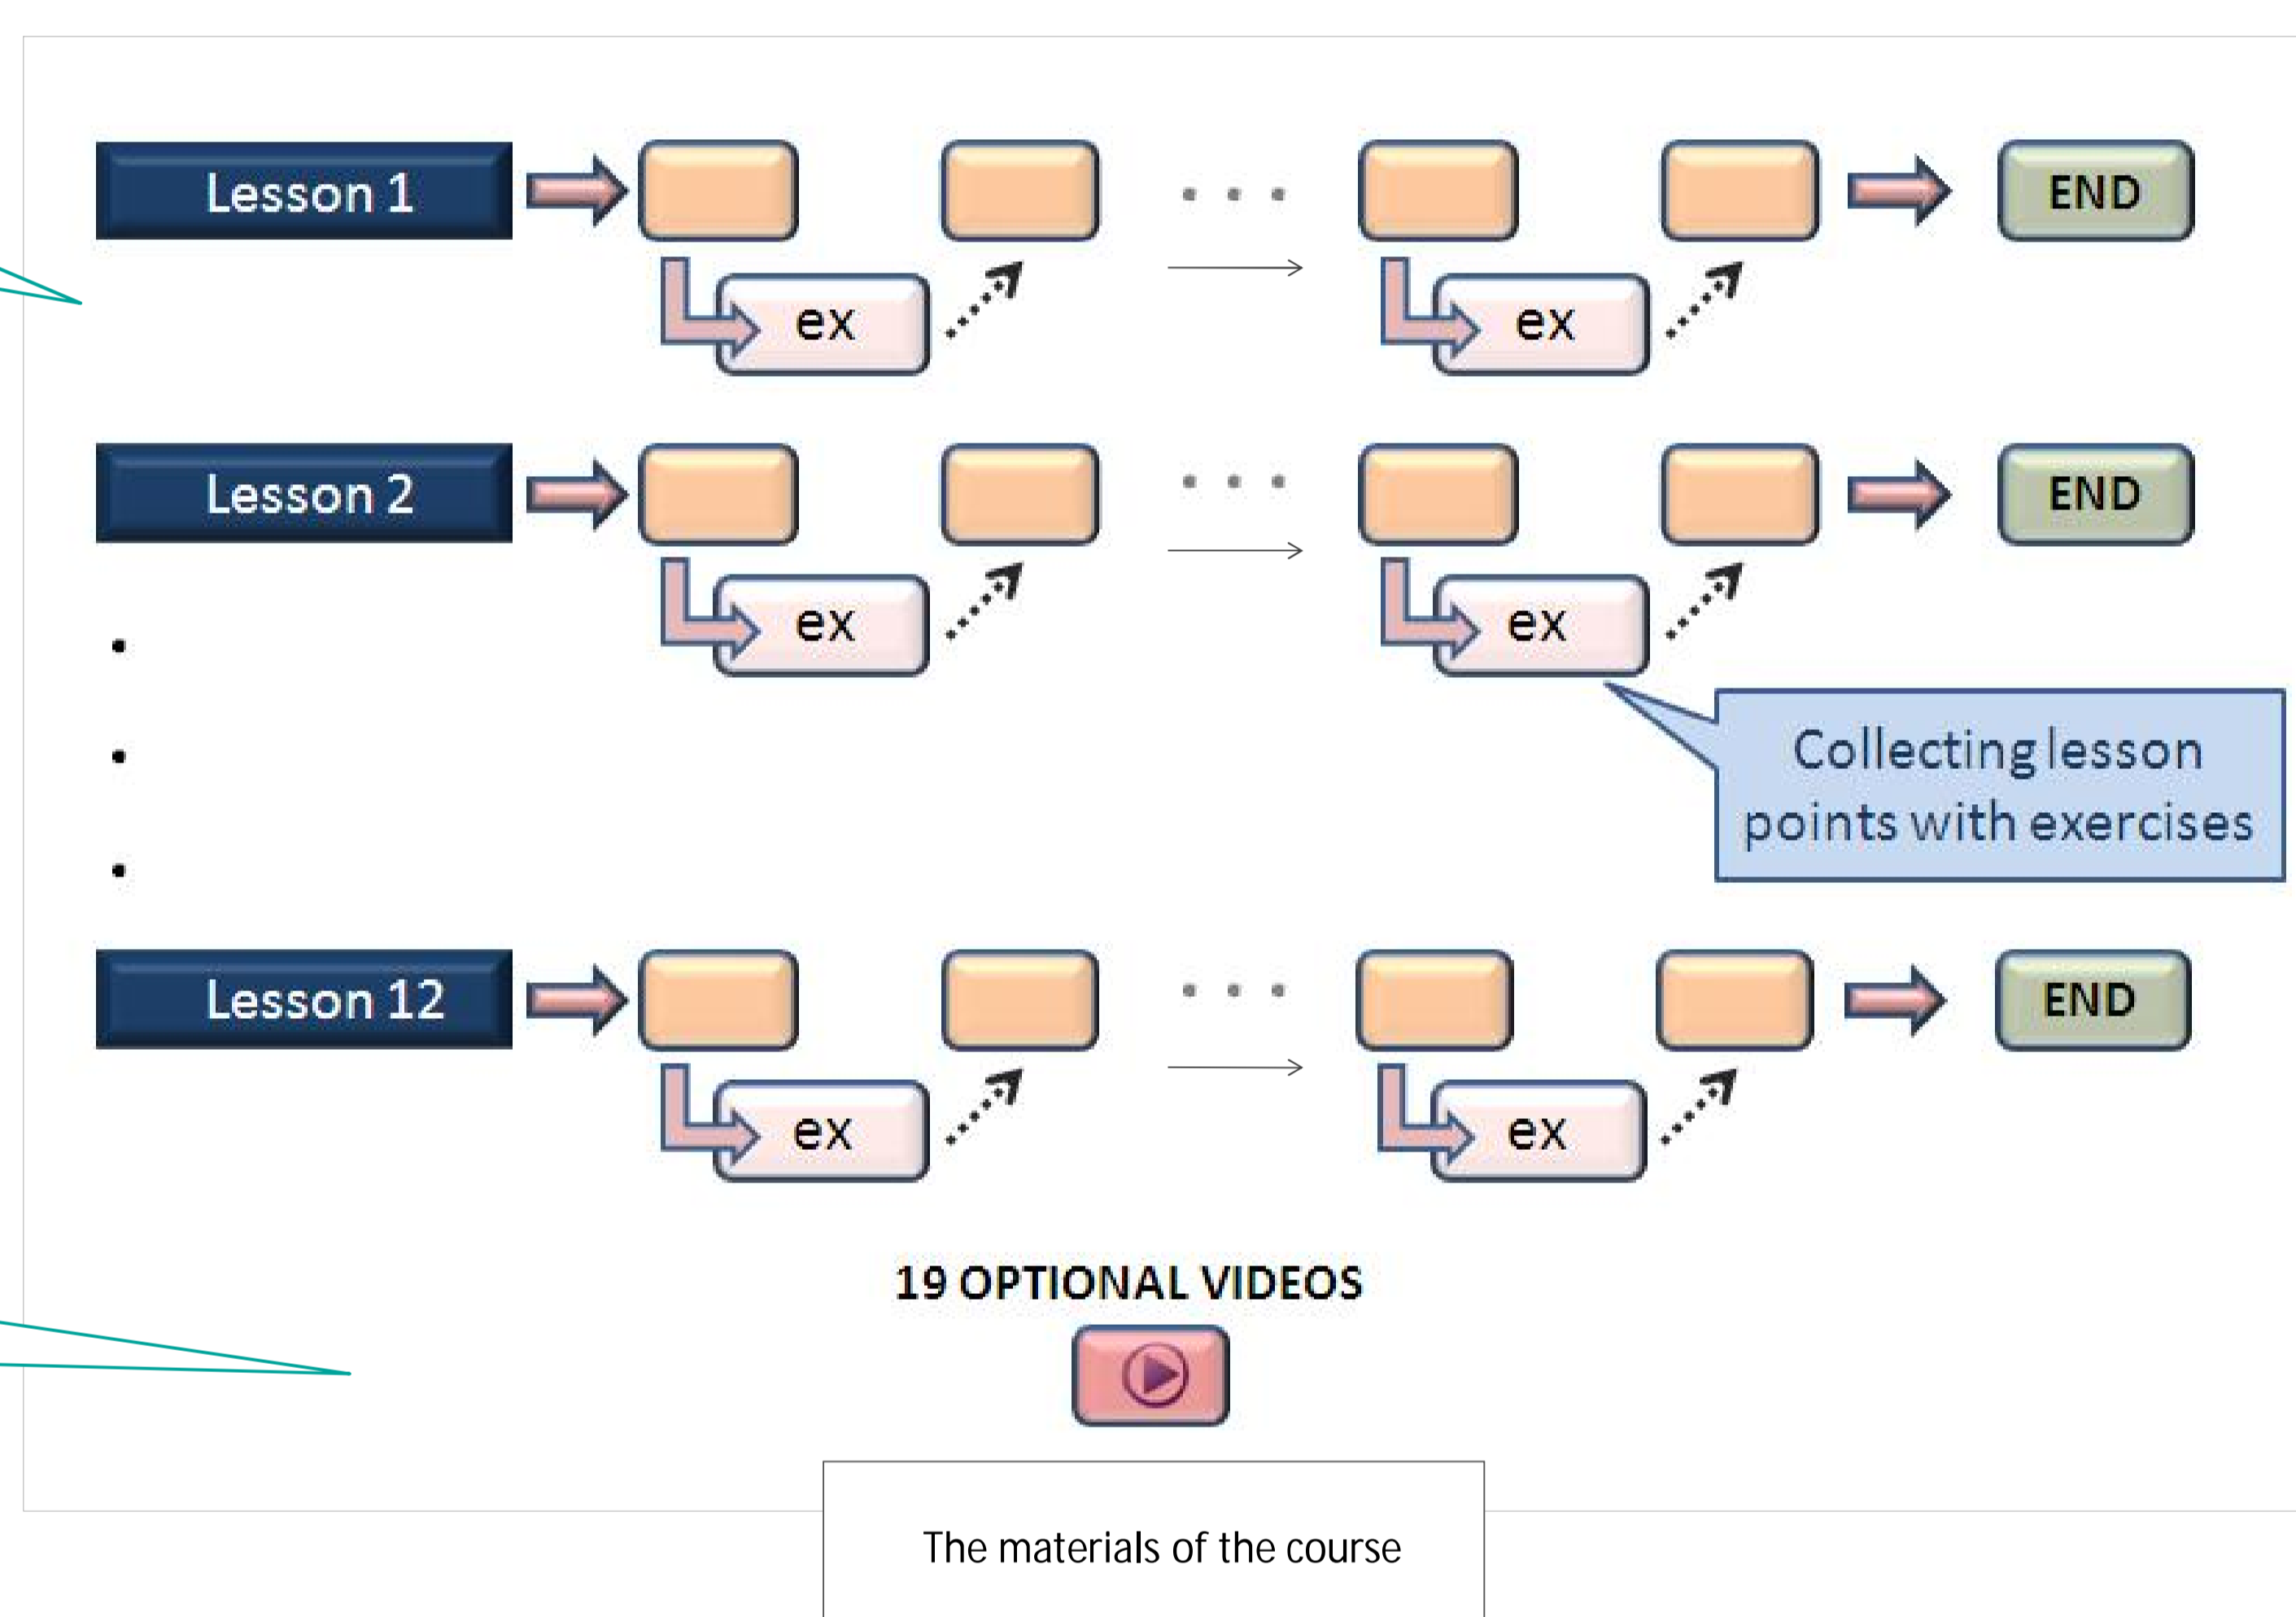 Lesson 1
END
ex
ex
Lesson 2
END
ex
ex
Collecting lesson
points with exercises
Lesson 12
END
ex
ex
19 OPTIONAL VIDEOS
The materials of the course